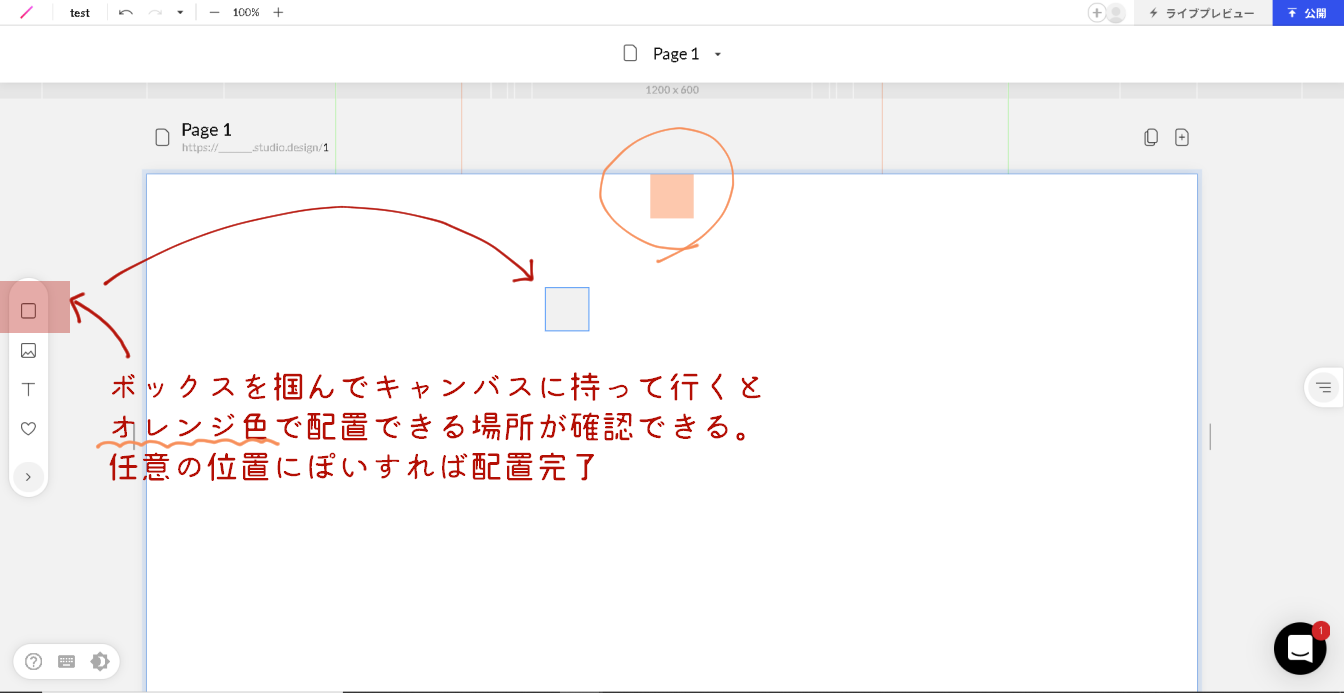 test
100%
ライブプレビュー
公開
Page 1
1200 x 600
Page 1
https://______.studio.design/1
T
ボックスを掴んでキャンバスに持って行くと
オレンジ色で配置できる場所が確認できる。
任意の位置にぽいすれば配置完了
1